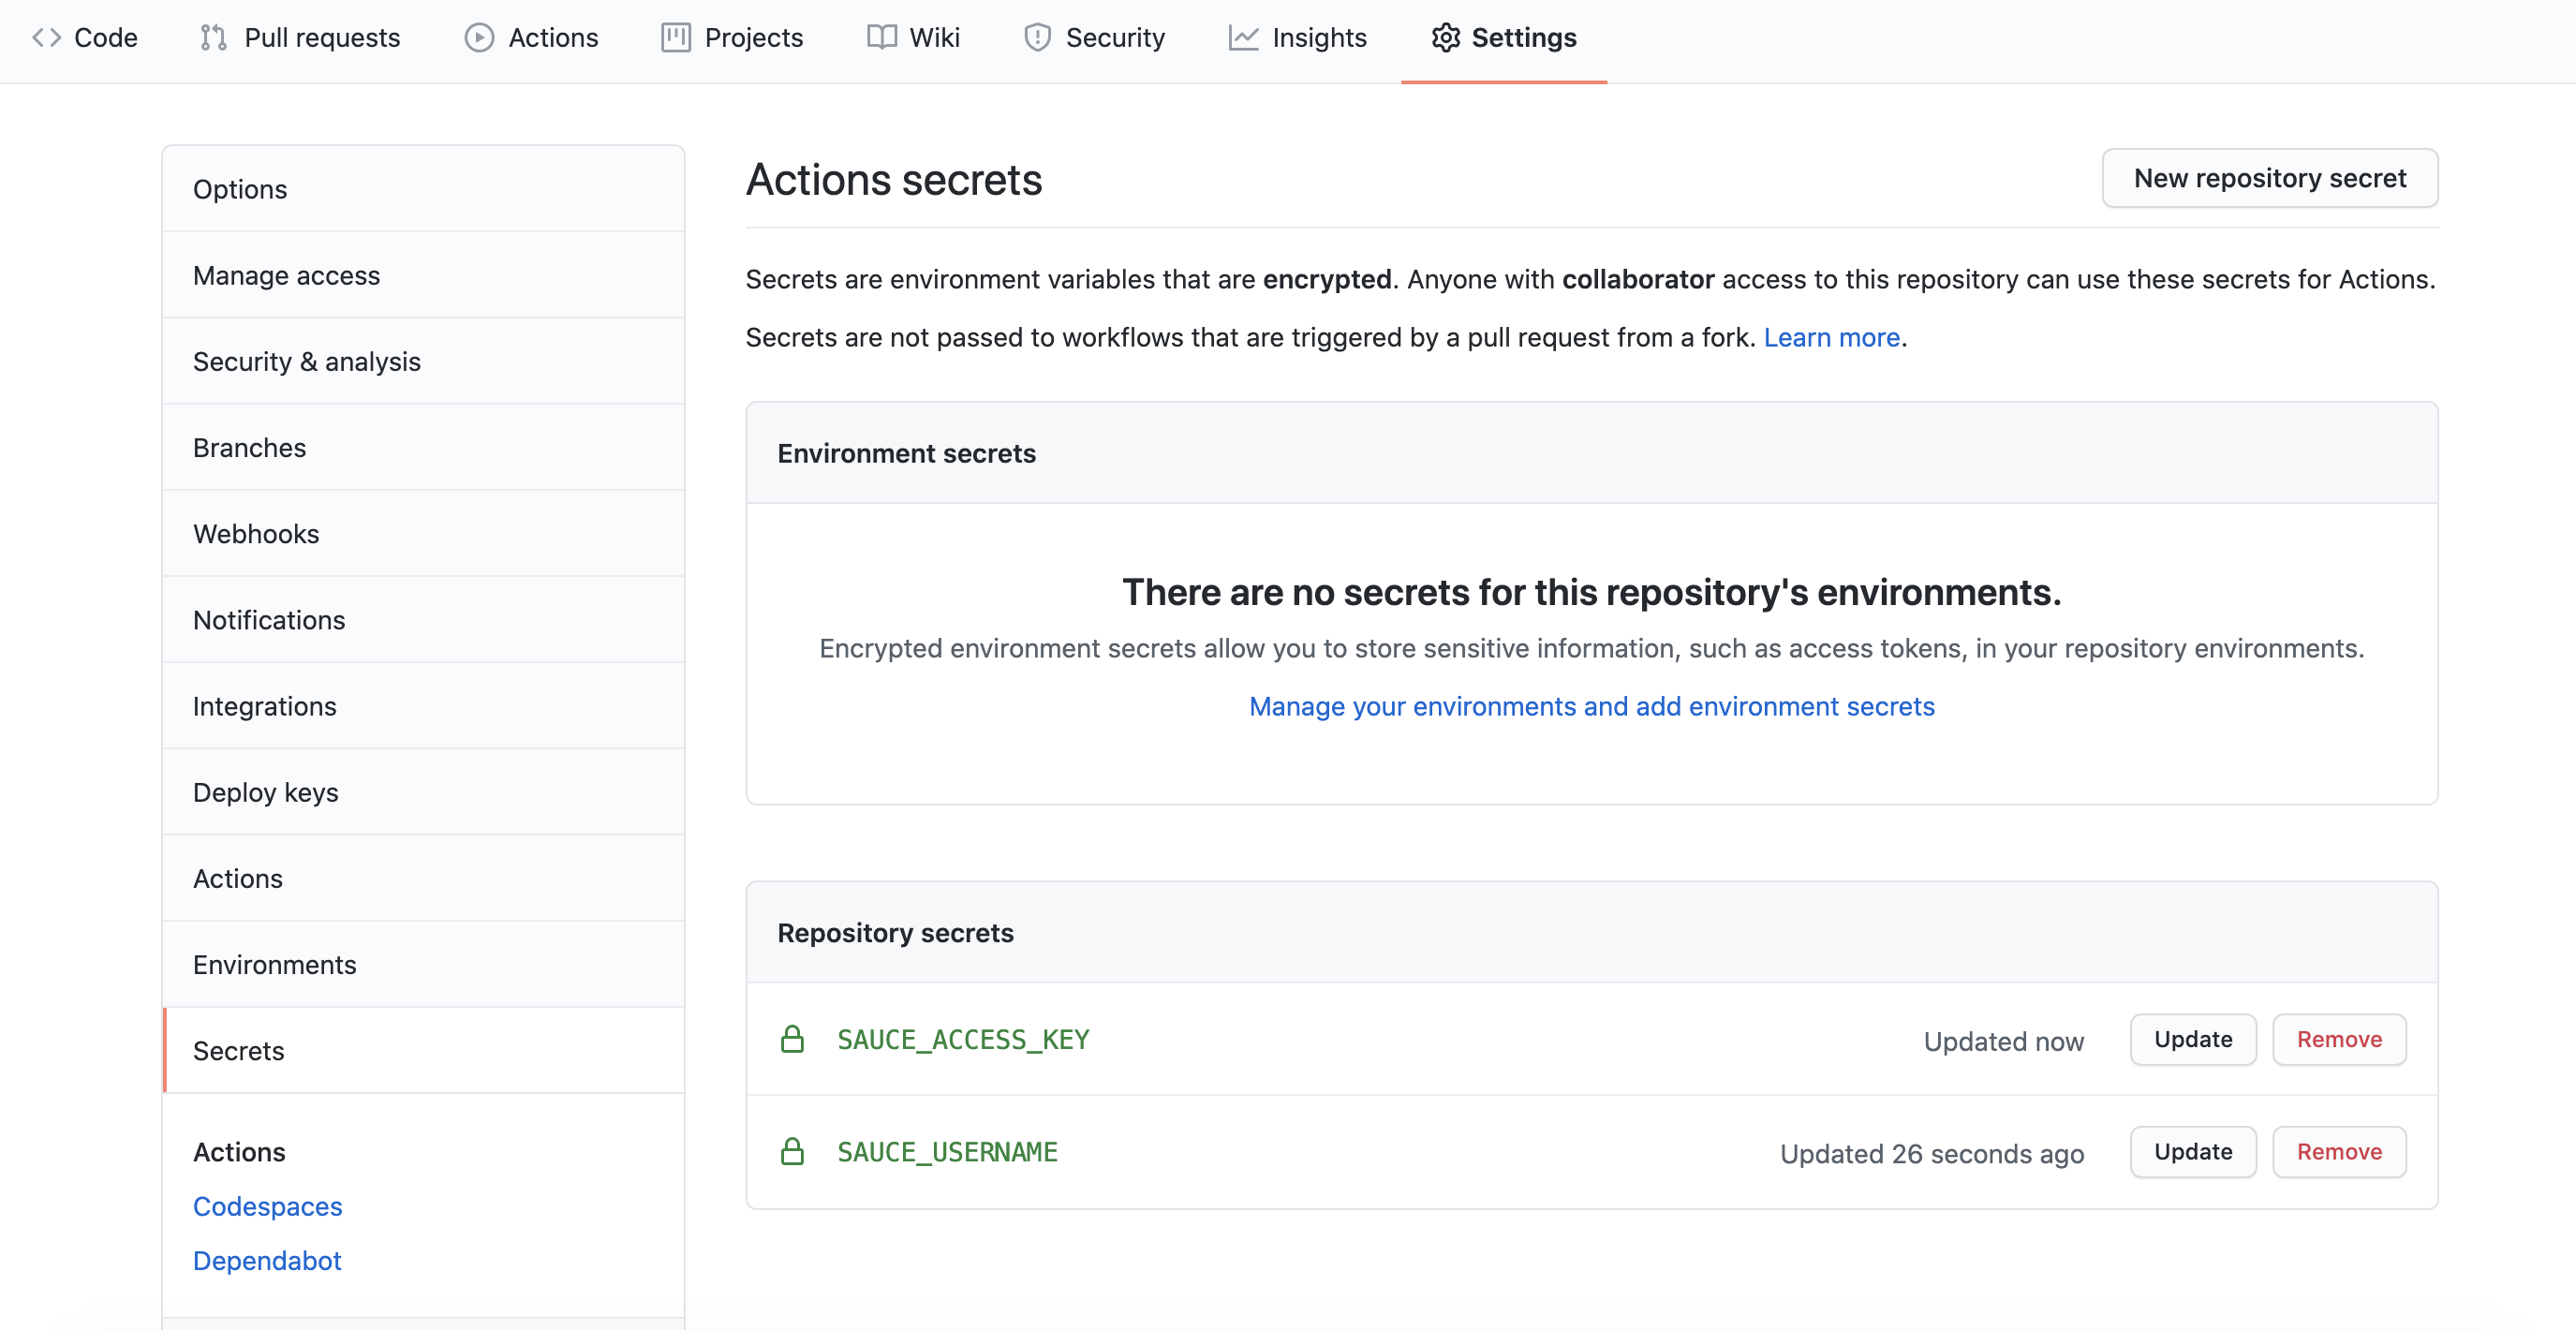 Code Pull requests Actions Projects Wiki Security Insights Settings
Options
Manage access
Security & analysis
Branches
Webhooks
Notifications
Integrations
Deploy keys
Actions
Environments
Secrets
Actions
Codespaces
Dependabot
Actions secrets
New repository secret
Secrets are environment variables that are encrypted. Anyone with collaborator access to this repository can use these secrets for Actions.
Secrets are not passed to workflows that are triggered by a pull request from a fork. Learn more.
Environment secrets
There are no secrets for this repository's environments.
Encrypted environment secrets allow you to store sensitive information, such as access tokens, in your repository environments.
Manage your environments and add environment secrets
Repository secrets
SAUCE_ACCESS_KEY Updated now Update Remove
SAUCE_USERNAME Updated 26 seconds ago Update Remove